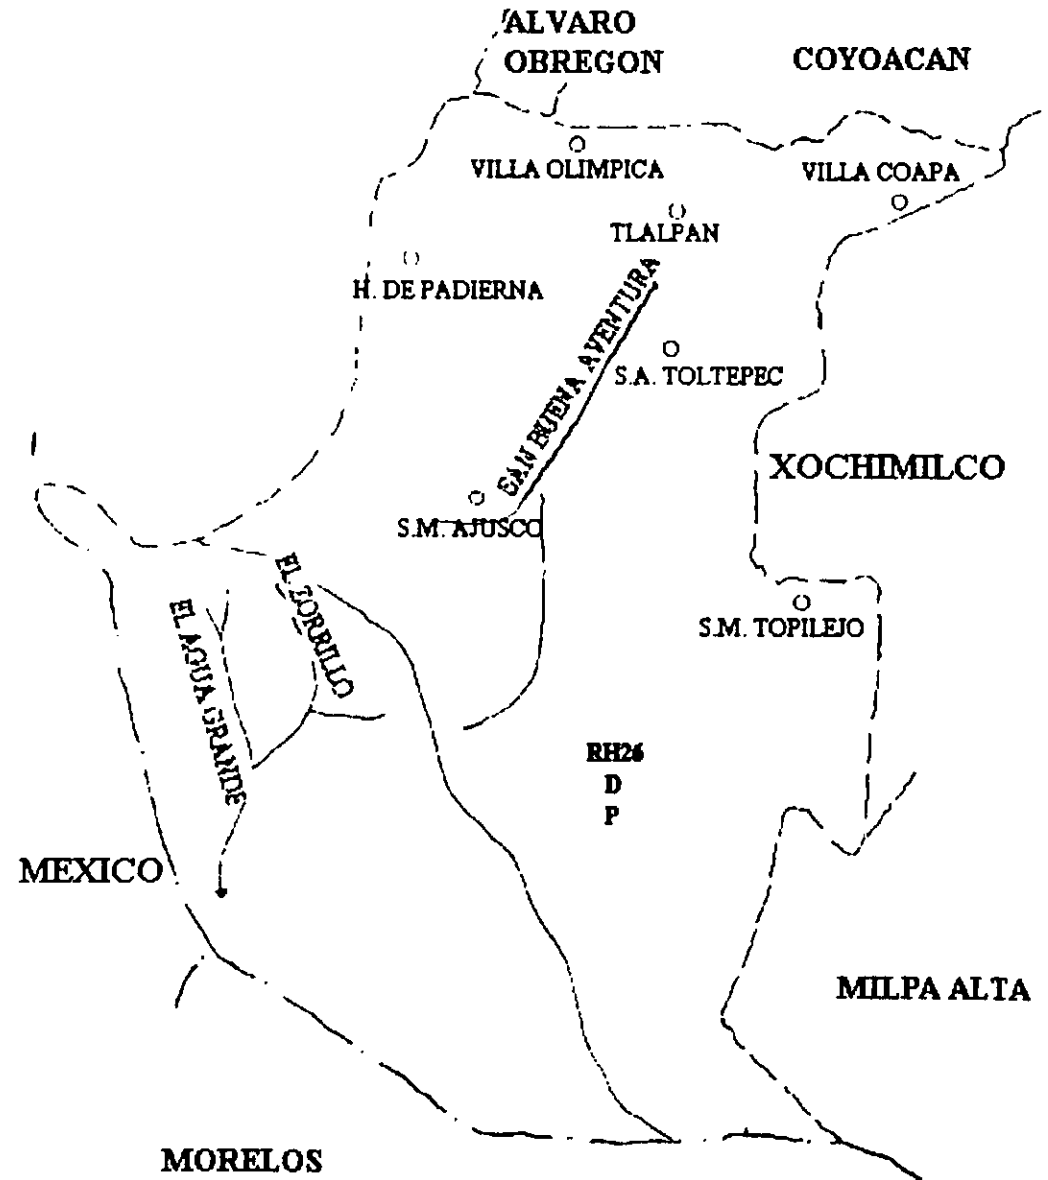 ALVARO
OBREGON
COYOACAN
VILLA OLIMPICA
VILLA COAPA
TLALPAN
H. DE PADIERNA
SAN BUENA AVENTURA
S.A. TOLTEPEC
XOCHIMILCO
S.M. AJUSCO
EL ZORRILLO
EL AGUA GRANDE
S.M. TOPILEJO
RH26
D
P
MEXICO
MILPA ALTA
MORELOS